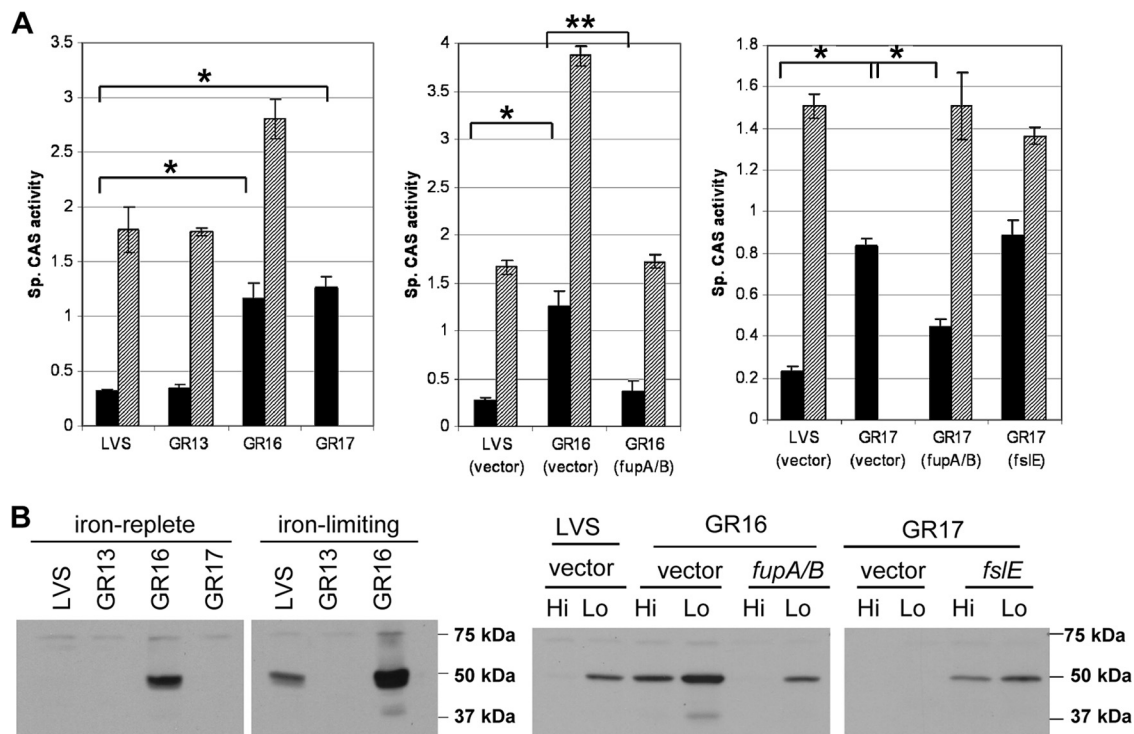 A
Sp. CAS activity
3.5
3
2.5
2
1.5
1
0.5
0
*
*
LVS GR13 GR16 GR17
Sp. CAS activity
4
3.5
3
2.5
2
1.5
1
0.5
0
**
*
LVS GR16 GR16
(vector) (vector) (fupA/B)
Sp. CAS activity
1.8
1.6
1.4
1.2
1
0.8
0.6
0.4
0.2
0
* *
LVS GR17 GR17 GR17
(vector) (vector) (fupA/B) (fslE)
B
iron-replete
LVS GR13 GR16 GR17
iron-limiting
LVS GR13 GR16
75 kDa
50 kDa
37 kDa
LVS GR16 GR17
vector vector fupA/B vector fslE
Hi Lo Hi Lo Hi Lo Hi Lo Hi Lo
75 kDa
50 kDa
37 kDa